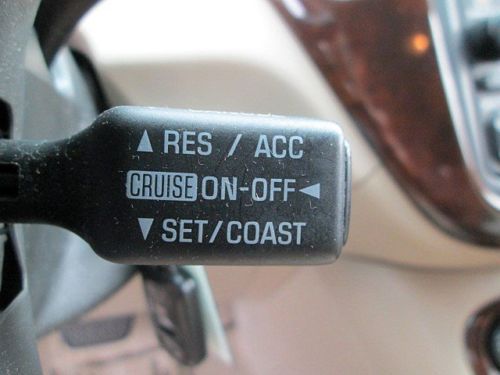 ▲ RES / ACC
CRUISE ON-OFF ◄
▼ SET/COAST